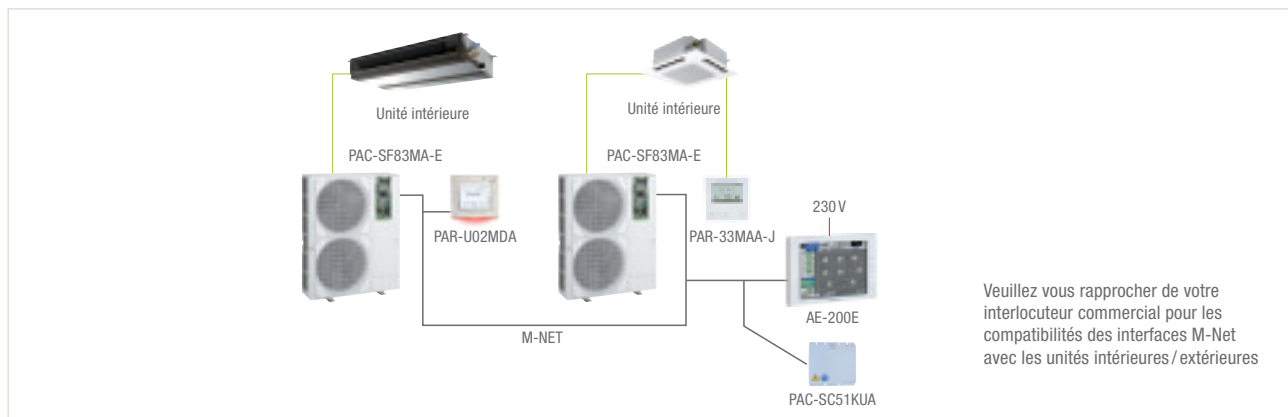 Unité intérieure
Unité intérieure
PAC-SF83MA-E
PAC-SF83MA-E
230 V
PAR-U02MDA
PAR-33MAA-J
AE-200E
M-NET
PAC-SC51KUA
Veuillez vous rapprocher de votre
interlocuteur commercial pour les
compatibilités des interfaces M-Net
avec les unités intérieures / extérieures